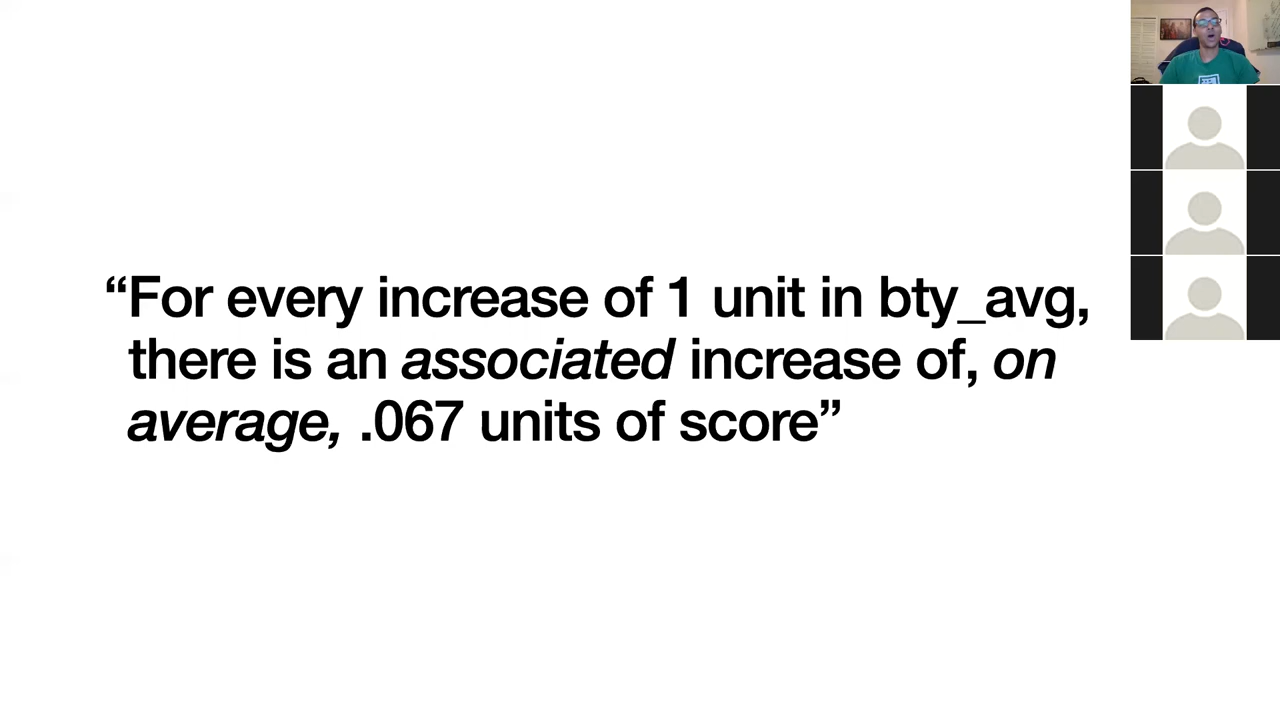 “For every increase of 1 unit in bty_avg,
there is an associated increase of, on
average, .067 units of score”